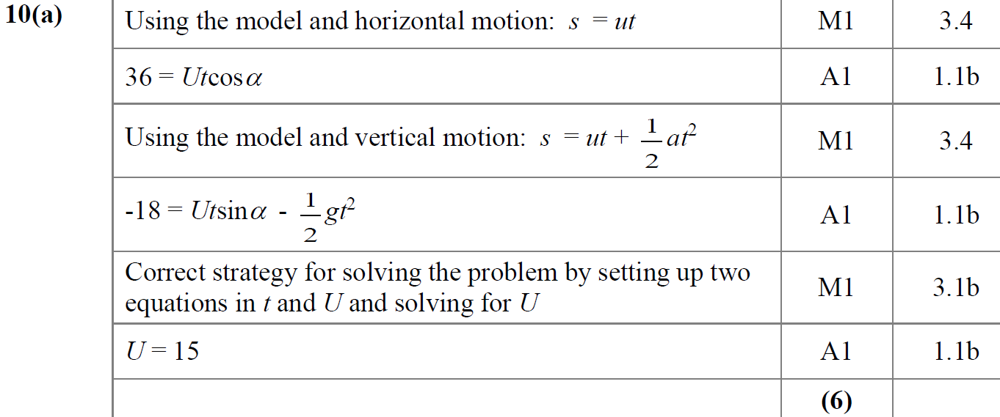 10(a) Using the model and horizontal motion: s = ut M1 3.4
36 = Utcosα A1 1.1b
Using the model and vertical motion: s = ut + 1/2 at² M1 3.4
-18 = Utsinα - 1/2 gt² A1 1.1b
Correct strategy for solving the problem by setting up two
equations in t and U and solving for U M1 3.1b
U = 15 A1 1.1b
(6)